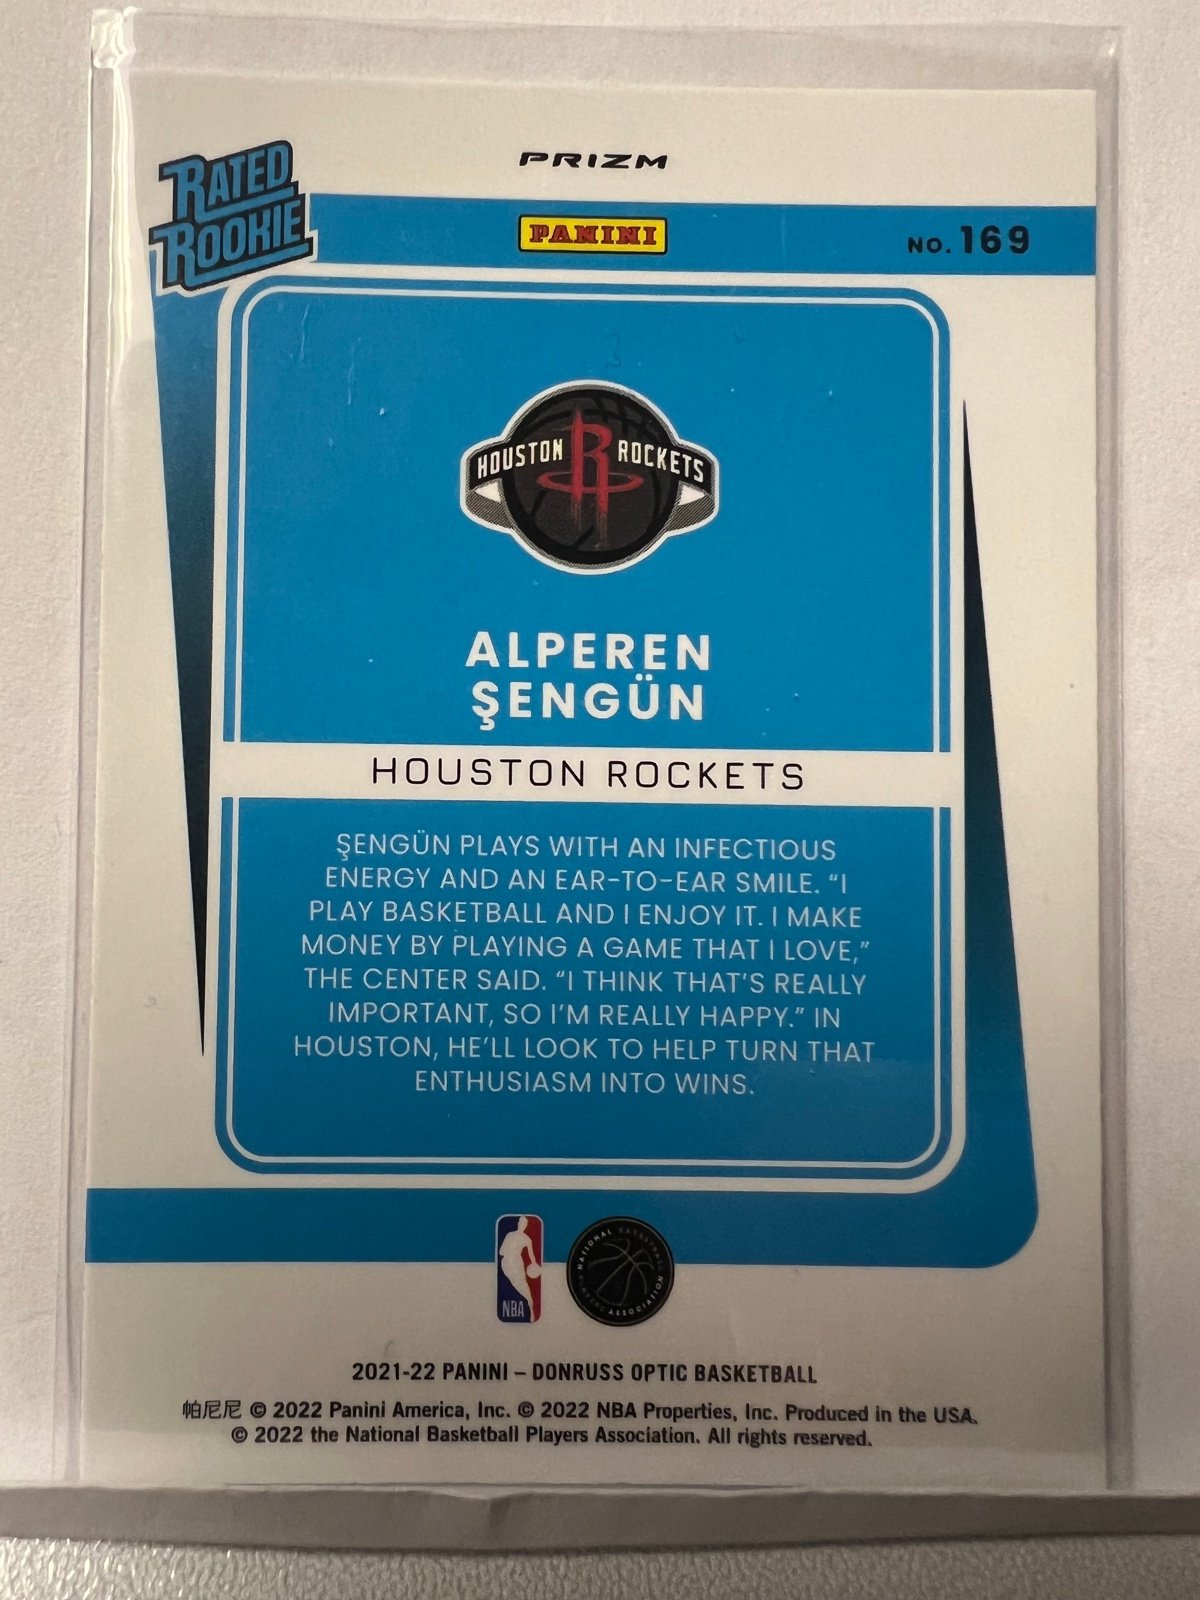 PRIZM
RATED
ROOKIE
PANINI
NO. 169
HOUSTON ROCKETS
ALPEREN
ŞENGÜN
HOUSTON ROCKETS
ŞENGÜN PLAYS WITH AN INFECTIOUS
ENERGY AND AN EAR-TO-EAR SMILE. “I
PLAY BASKETBALL AND I ENJOY IT. I MAKE
MONEY BY PLAYING A GAME THAT I LOVE,”
THE CENTER SAID. “I THINK THAT’S REALLY
IMPORTANT, SO I’M REALLY HAPPY.” IN
HOUSTON, HE’LL LOOK TO HELP TURN THAT
ENTHUSIASM INTO WINS.
NBA
NATIONAL BASKETBALL PLAYERS ASSOCIATION
2021-22 PANINI – DONRUSS OPTIC BASKETBALL
帕尼尼 © 2022 Panini America, Inc. © 2022 NBA Properties, Inc. Produced in the USA.
© 2022 the National Basketball Players Association. All rights reserved.